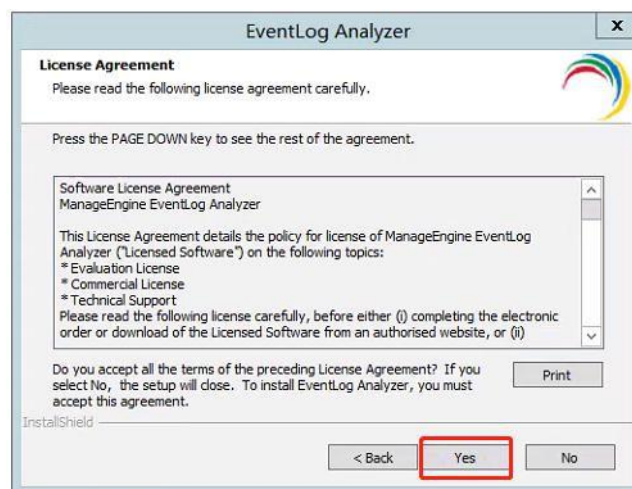 EventLog Analyzer
x
License Agreement
Please read the following license agreement carefully.
Press the PAGE DOWN key to see the rest of the agreement.
Software License Agreement
ManageEngine EventLog Analyzer
This License Agreement details the policy for license of ManageEngine EventLog
Analyzer ("Licensed Software") on the following topics:
* Evaluation License
* Commercial License
* Technical Support
Please read the following license carefully, before either (i) completing the electronic
order or download of the Licensed Software from an authorised website, or (ii)
Do you accept all the terms of the preceding License Agreement? If you
select No, the setup will close. To install EventLog Analyzer, you must
accept this agreement.
Print
InstallShield
< Back
Yes
No